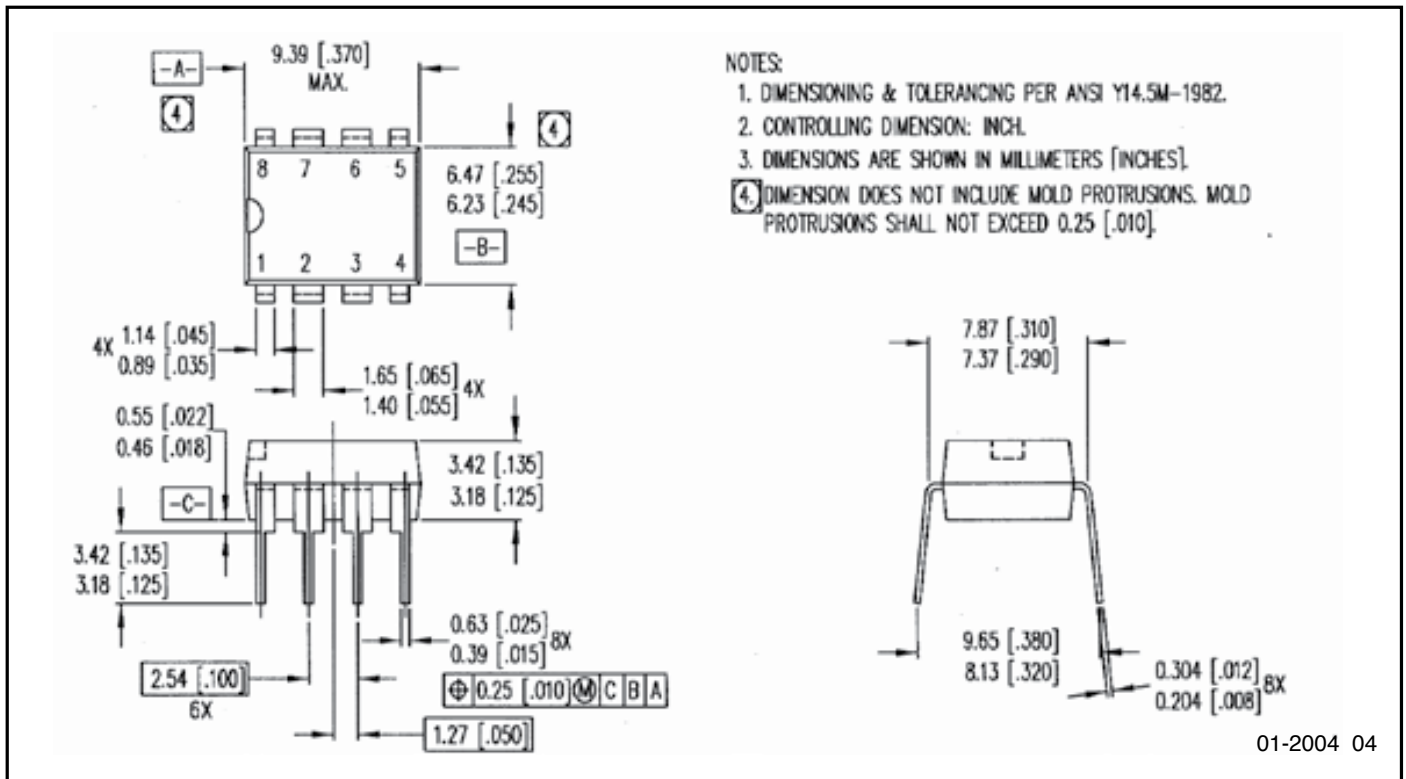 9.39 [.370]
MAX.
-A-
4
4
8 7 6 5
1 2 3 4
6.47 [.255]
6.23 [.245]
-B-
4X 1.14 [.045]
0.89 [.035]
1.65 [.065] 4X
1.40 [.055]
0.55 [.022]
0.46 [.018]
-C-
3.42 [.135]
3.18 [.125]
3.42 [.135]
3.18 [.125]
0.63 [.025] 8X
0.39 [.015]
⌖ 0.25 [.010] Ⓜ C B A
2.54 [.100]
6X
1.27 [.050]
NOTES:
1. DIMENSIONING & TOLERANCING PER ANSI Y14.5M-1982.
2. CONTROLLING DIMENSION: INCH.
3. DIMENSIONS ARE SHOWN IN MILLIMETERS [INCHES].
4. DIMENSION DOES NOT INCLUDE MOLD PROTRUSIONS. MOLD
PROTRUSIONS SHALL NOT EXCEED 0.25 [.010].
7.87 [.310]
7.37 [.290]
9.65 [.380]
8.13 [.320]
0.304 [.012] 8X
0.204 [.008]
01-2004 04